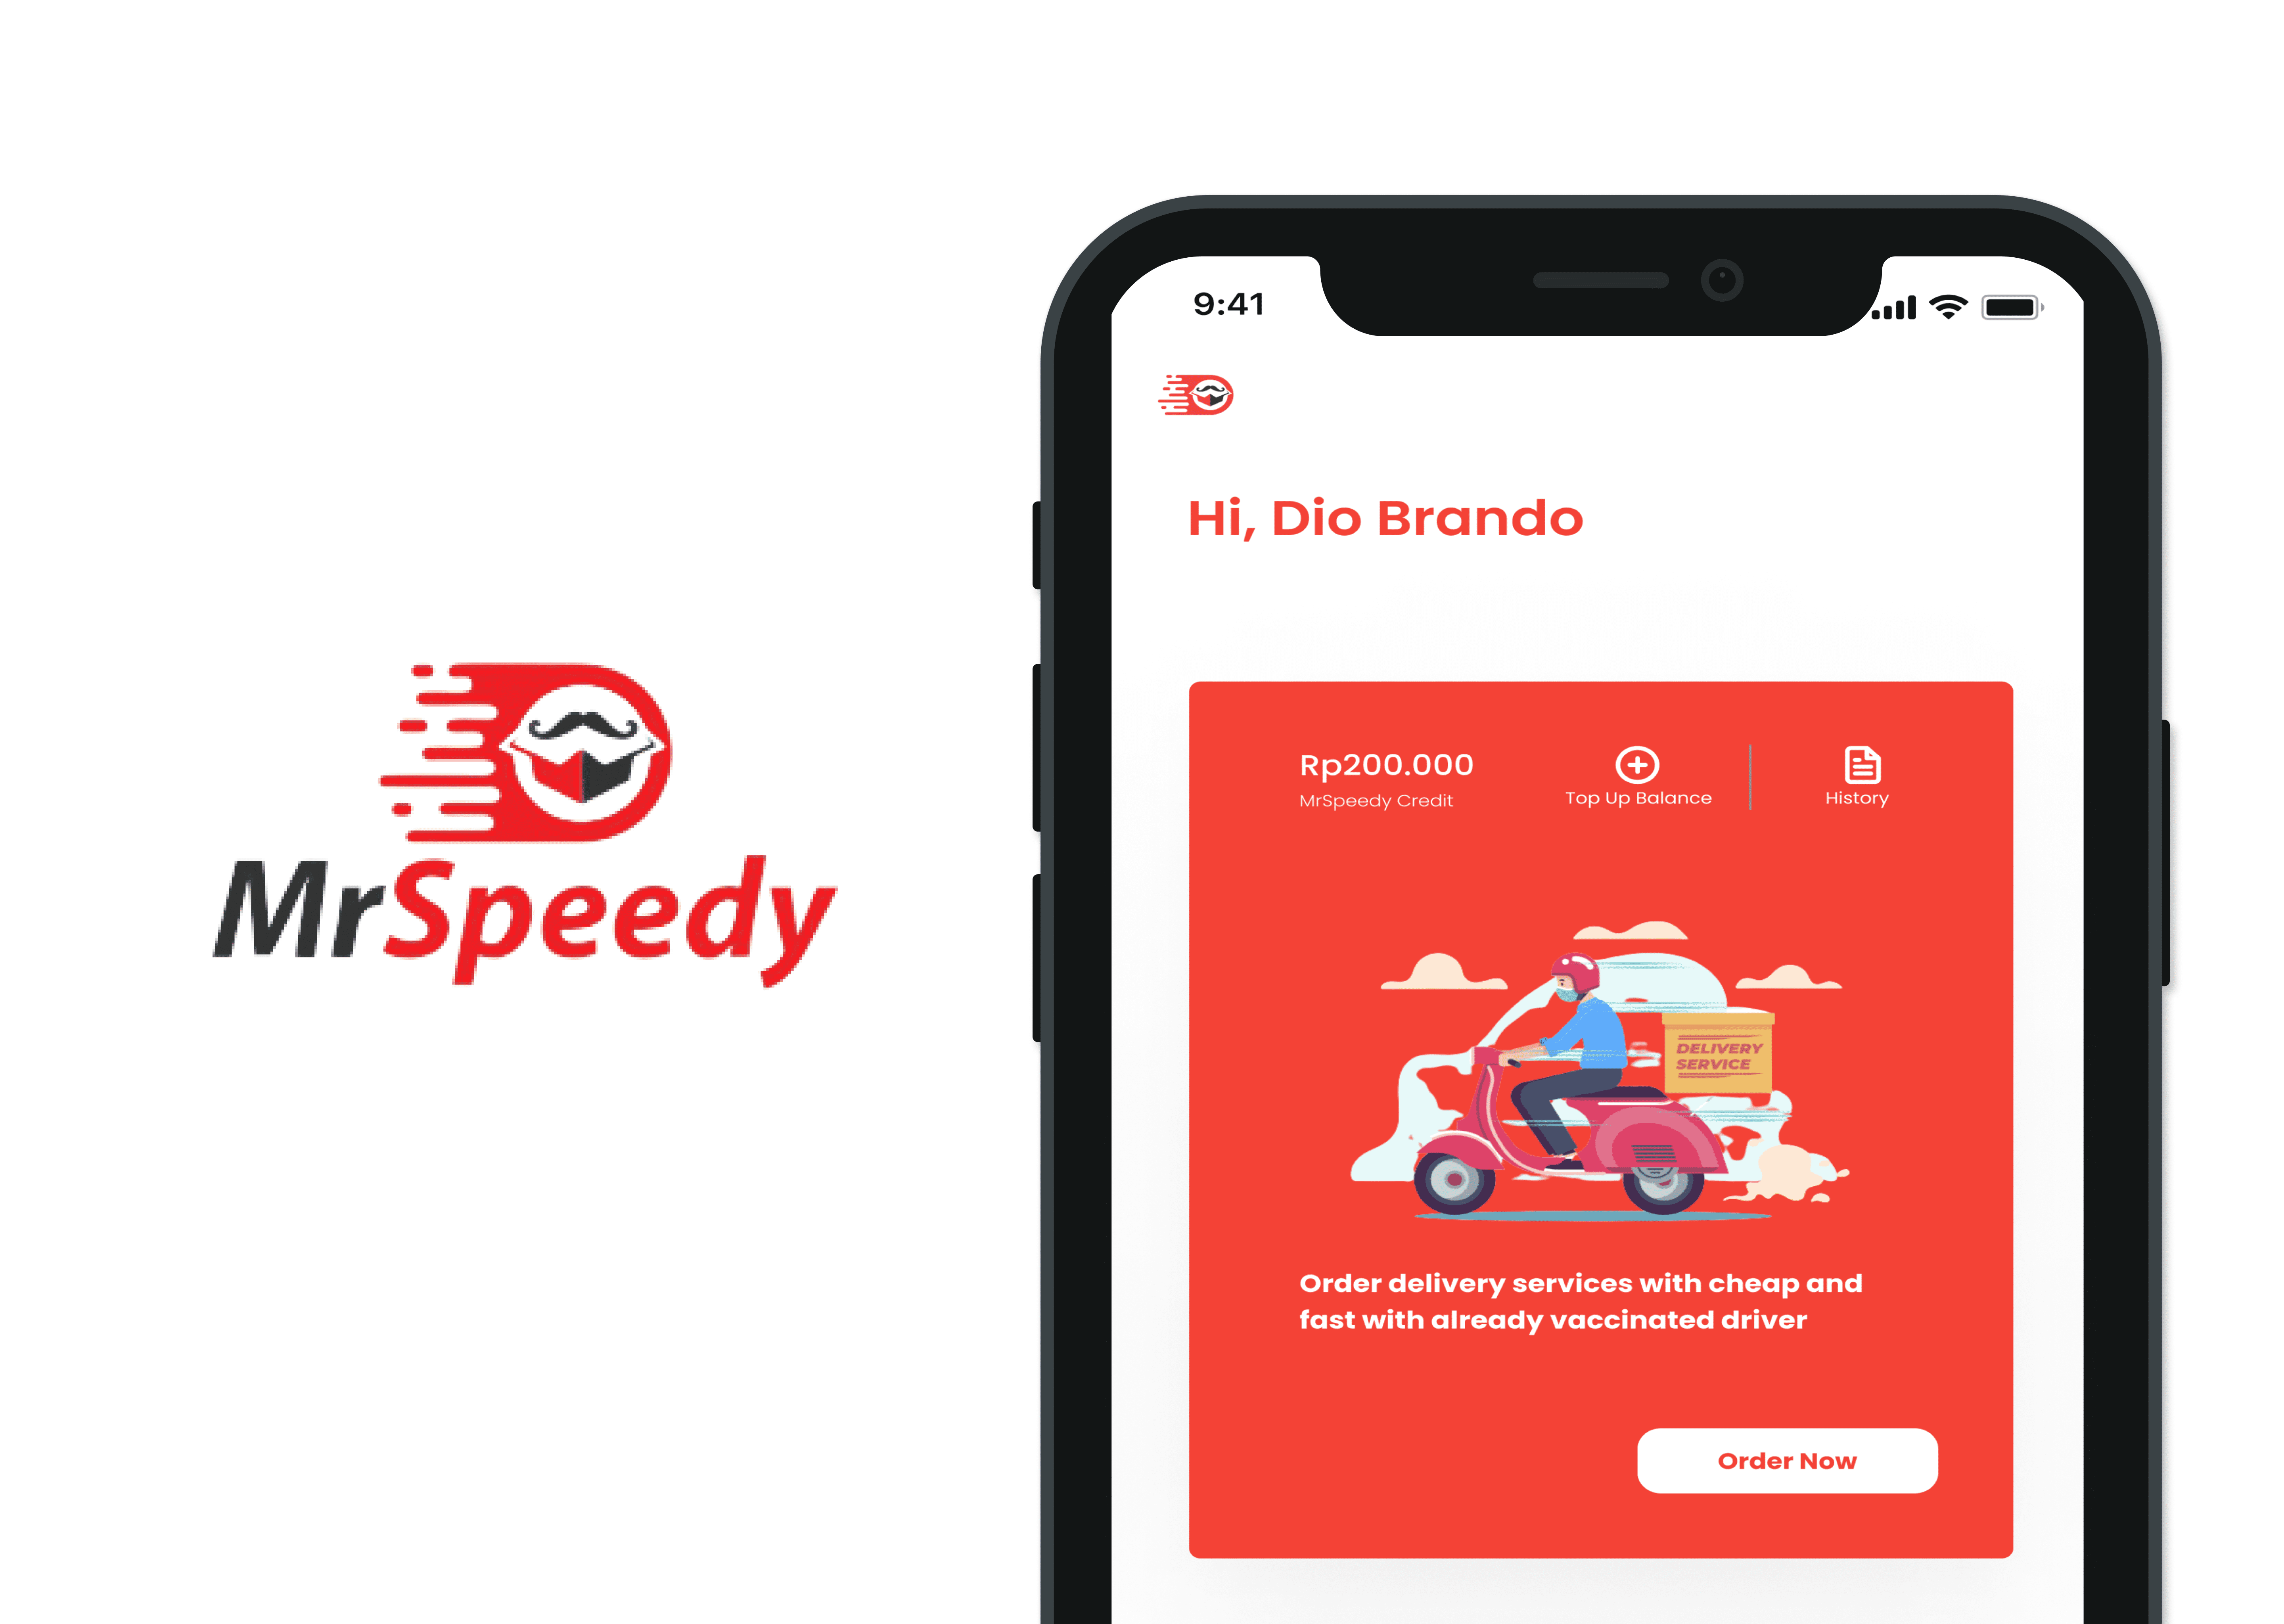 MrSpeedy
9:41
Hi, Dio Brando
Rp200.000
MrSpeedy Credit
Top Up Balance
History
DELIVERY
SERVICE
Order delivery services with cheap and
fast with already vaccinated driver
Order Now